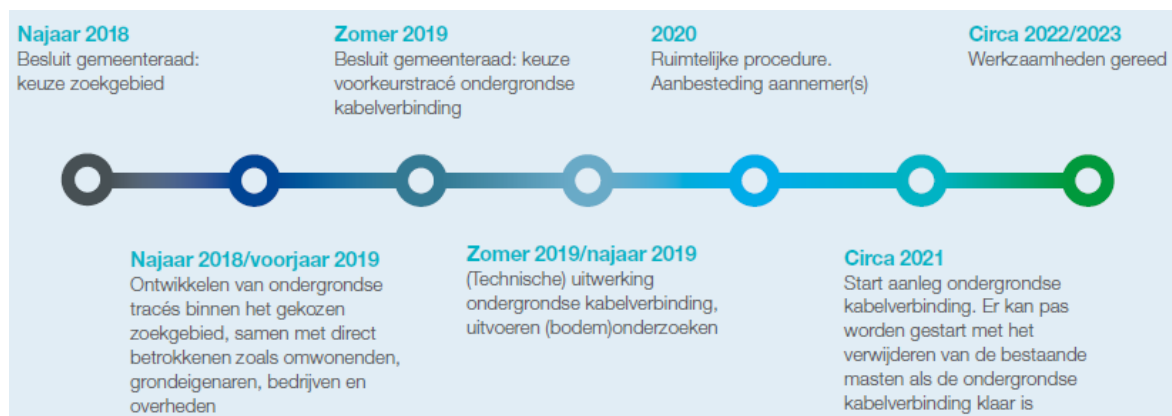 Najaar 2018
Besluit gemeenteraad:
keuze zoekgebied
Zomer 2019
Besluit gemeenteraad: keuze
voorkeurstracé ondergrondse
kabelverbinding
2020
Ruimtelijke procedure.
Aanbesteding aannemer(s)
Circa 2022/2023
Werkzaamheden gereed
Najaar 2018/voorjaar 2019
Ontwikkelen van ondergrondse
tracés binnen het gekozen
zoekgebied, samen met direct
betrokkenen zoals omwonenden,
grondeigenaren, bedrijven en
overheden
Zomer 2019/najaar 2019
(Technische) uitwerking
ondergrondse kabelverbinding,
uitvoeren (bodem)onderzoeken
Circa 2021
Start aanleg ondergrondse
kabelverbinding. Er kan pas
worden gestart met het
verwijderen van de bestaande
masten als de ondergrondse
kabelverbinding klaar is